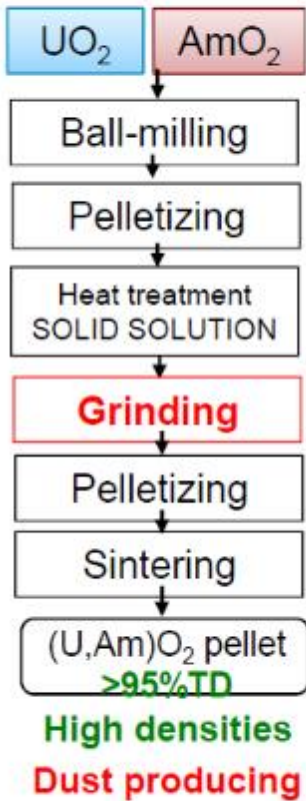 UO₂ AmO₂
Ball-milling
Pelletizing
Heat treatment
SOLID SOLUTION
Grinding
Pelletizing
Sintering
(U,Am)O₂ pellet
>95%TD
High densities
Dust producing